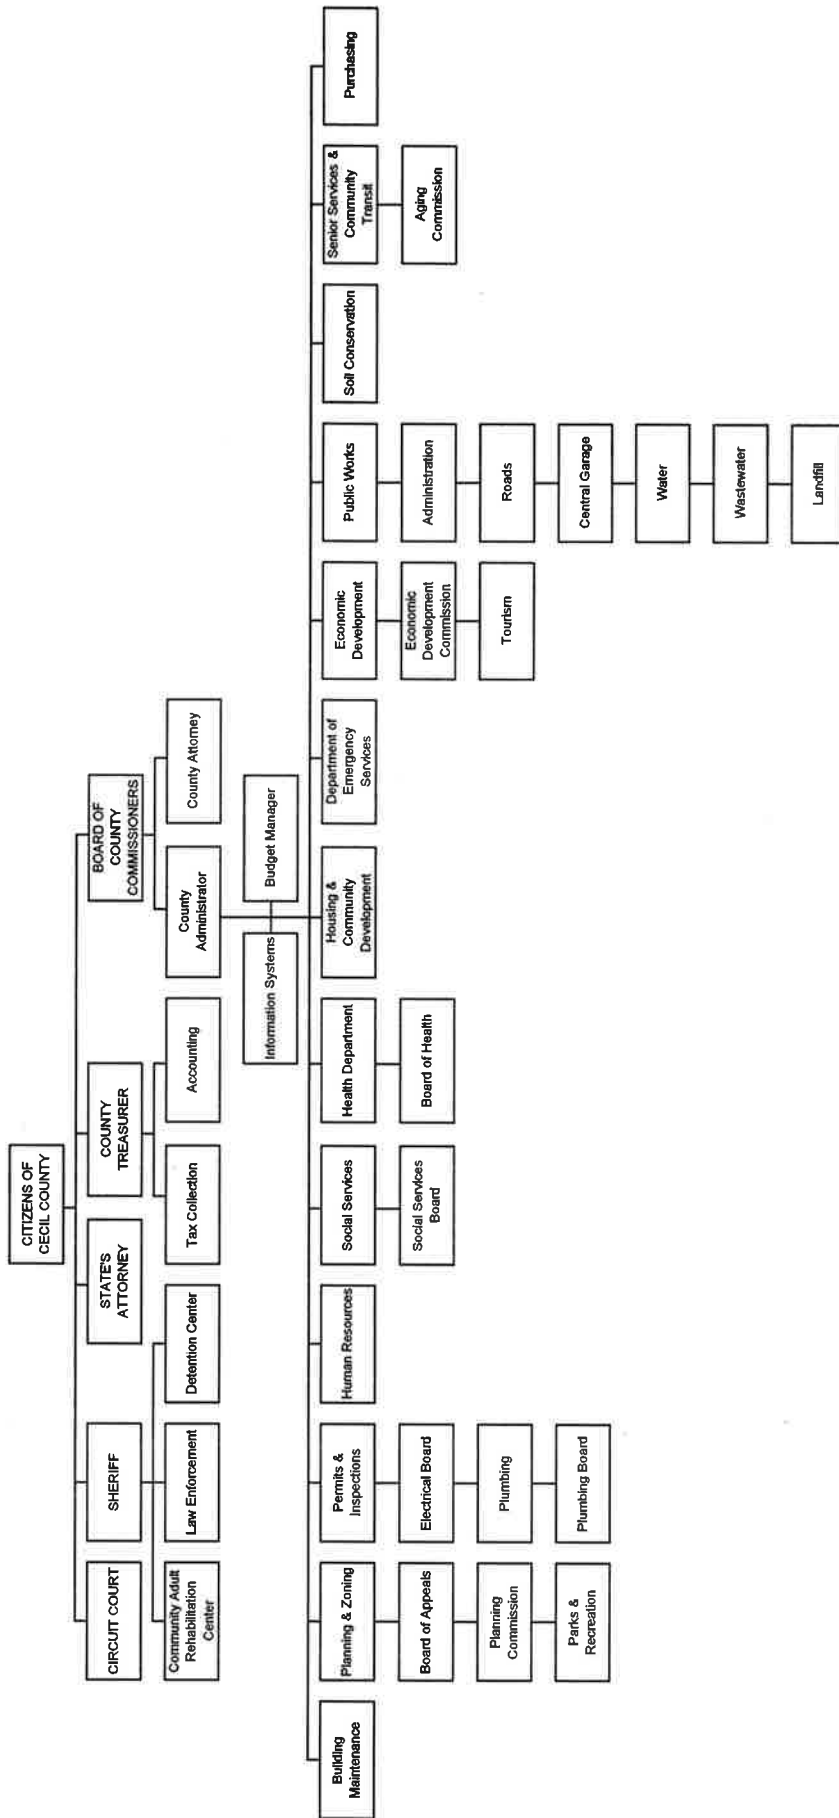 CITIZENS OF
CECIL COUNTY
CIRCUIT COURT
SHERIFF
STATE'S
ATTORNEY
COUNTY
TREASURER
BOARD OF
COUNTY
COMMISSIONERS
Community Adult
Rehabilitation
Center
Law Enforcement
Detention Center
Tax Collection
Accounting
County
Administrator
County Attorney
Information Systems
Budget Manager
Building
Maintenance
Planning & Zoning
Permits &
Inspections
Human Resources
Social Services
Health Department
Housing &
Community
Development
Department of
Emergency
Services
Economic
Development
Public Works
Soil Conservation
Senior Services &
Community
Transit
Purchasing
Board of Appeals
Electrical Board
Social Services
Board
Board of Health
Economic
Development
Commission
Administration
Aging
Commission
Planning
Commission
Plumbing
Tourism
Roads
Parks &
Recreation
Plumbing Board
Central Garage
Water
Wastewater
Landfill